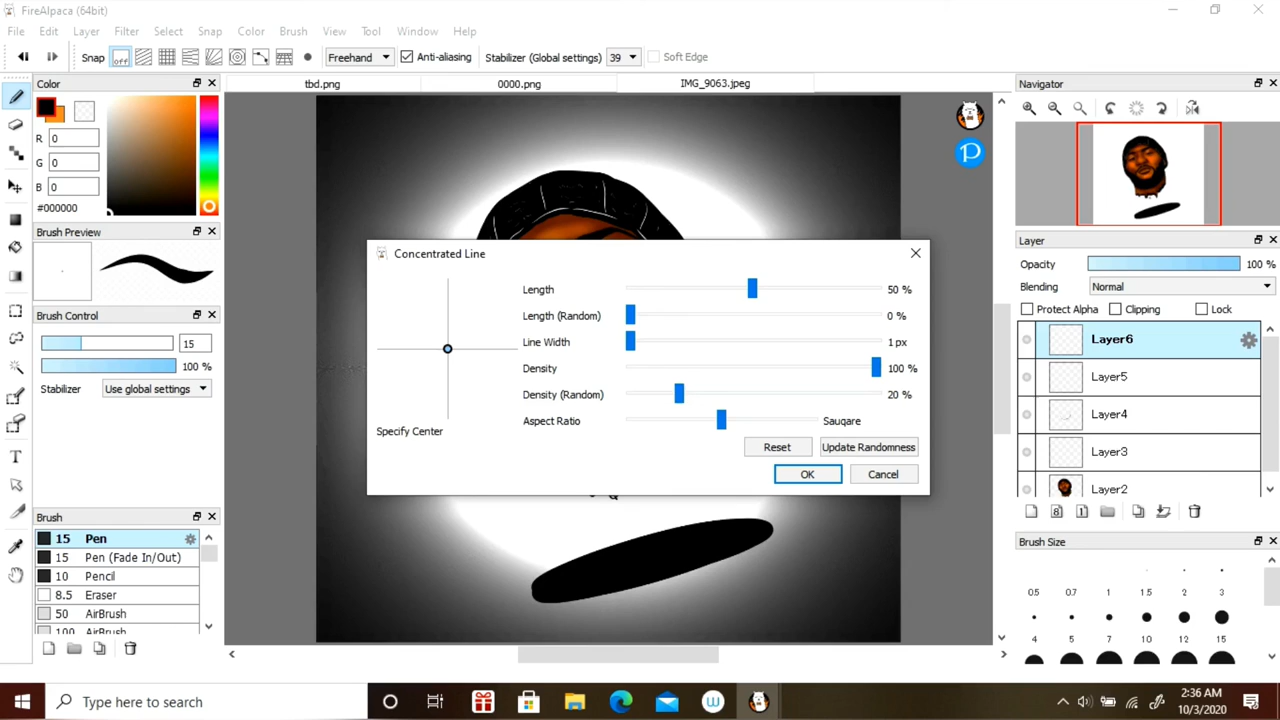 FireAlpaca (64bit)
File Edit Layer Filter Select Snap Color Brush View Tool Window Help
Snap off Freehand Anti-aliasing Stabilizer (Global settings) 39 Soft Edge
Color
R 0
G 0
B 0
#000000
Brush Preview
Brush Control
15
100 %
Stabilizer Use global settings
Brush
15 Pen
15 Pen (Fade In/Out)
10 Pencil
8.5 Eraser
50 AirBrush
100 AirBrush
tbd.png 0000.png IMG_9063.jpeg
P
Concentrated Line
Specify Center
Length 50 %
Length (Random) 0 %
Line Width 1 px
Density 100 %
Density (Random) 20 %
Aspect Ratio Sauqare
Reset Update Randomness
OK Cancel
Navigator
Layer
Opacity 100 %
Blending Normal
Protect Alpha Clipping Lock
Layer6
Layer5
Layer4
Layer3
Layer2
8 1
Brush Size
0.5 0.7 1 1.5 2 3
4 5 7 10 12 15
T
Type here to search
W
2:36 AM
10/3/2020